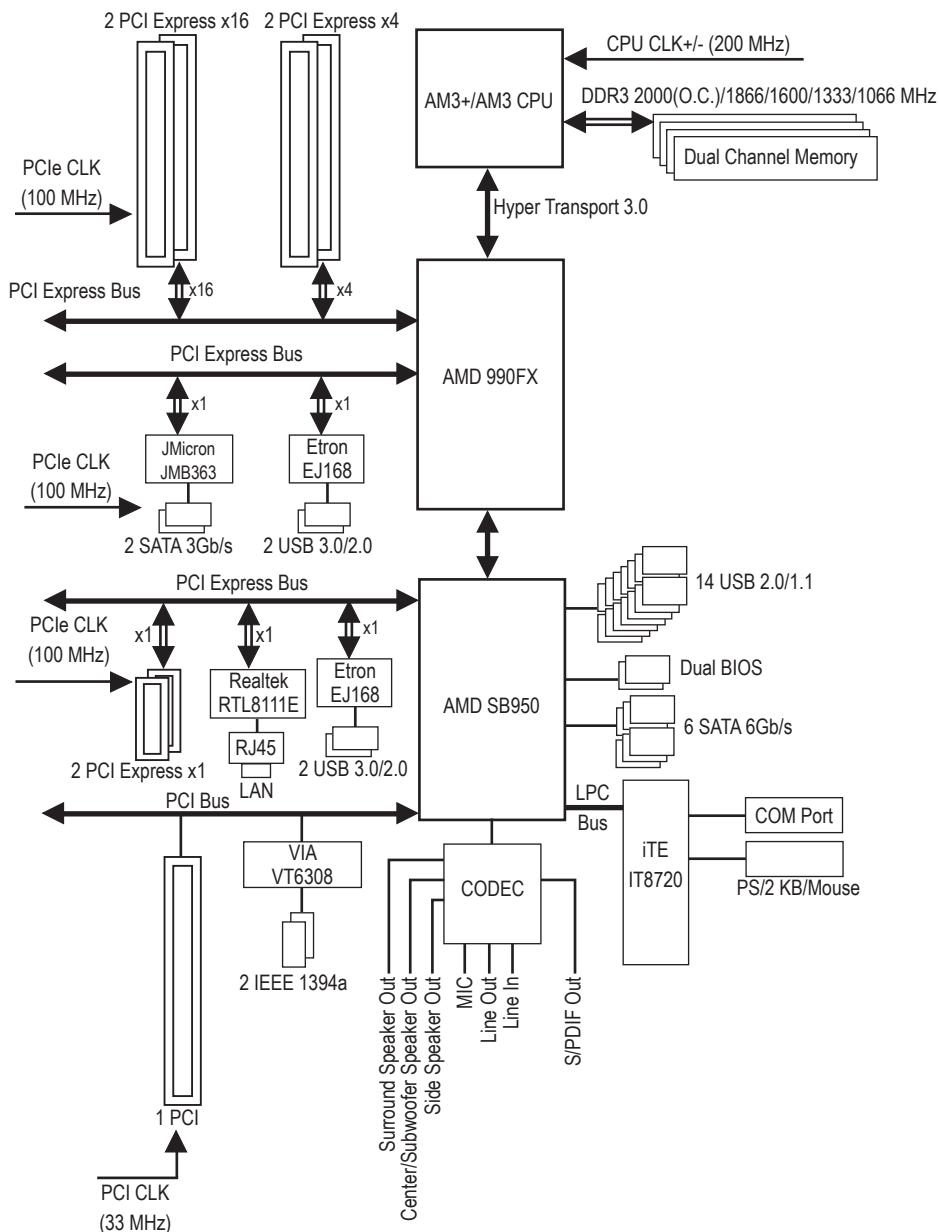 2 PCI Express x16
2 PCI Express x4
CPU CLK+/- (200 MHz)
AM3+/AM3 CPU
DDR3 2000(O.C.)/1866/1600/1333/1066 MHz
Dual Channel Memory
PCIe CLK
(100 MHz)
Hyper Transport 3.0
x16
x4
PCI Express Bus
PCI Express Bus
AMD 990FX
x1
x1
JMicron
JMB363
Etron
EJ168
PCIe CLK
(100 MHz)
2 SATA 3Gb/s
2 USB 3.0/2.0
PCI Express Bus
14 USB 2.0/1.1
PCIe CLK
(100 MHz)
x1
x1
x1
Realtek
RTL8111E
Etron
EJ168
Dual BIOS
AMD SB950
6 SATA 6Gb/s
RJ45
LAN
2 PCI Express x1
2 USB 3.0/2.0
PCI Bus
LPC
Bus
COM Port
iTE
IT8720
PS/2 KB/Mouse
VIA
VT6308
CODEC
2 IEEE 1394a
Surround Speaker Out
Center/Subwoofer Speaker Out
Side Speaker Out
MIC
Line Out
Line In
S/PDIF Out
1 PCI
PCI CLK
(33 MHz)